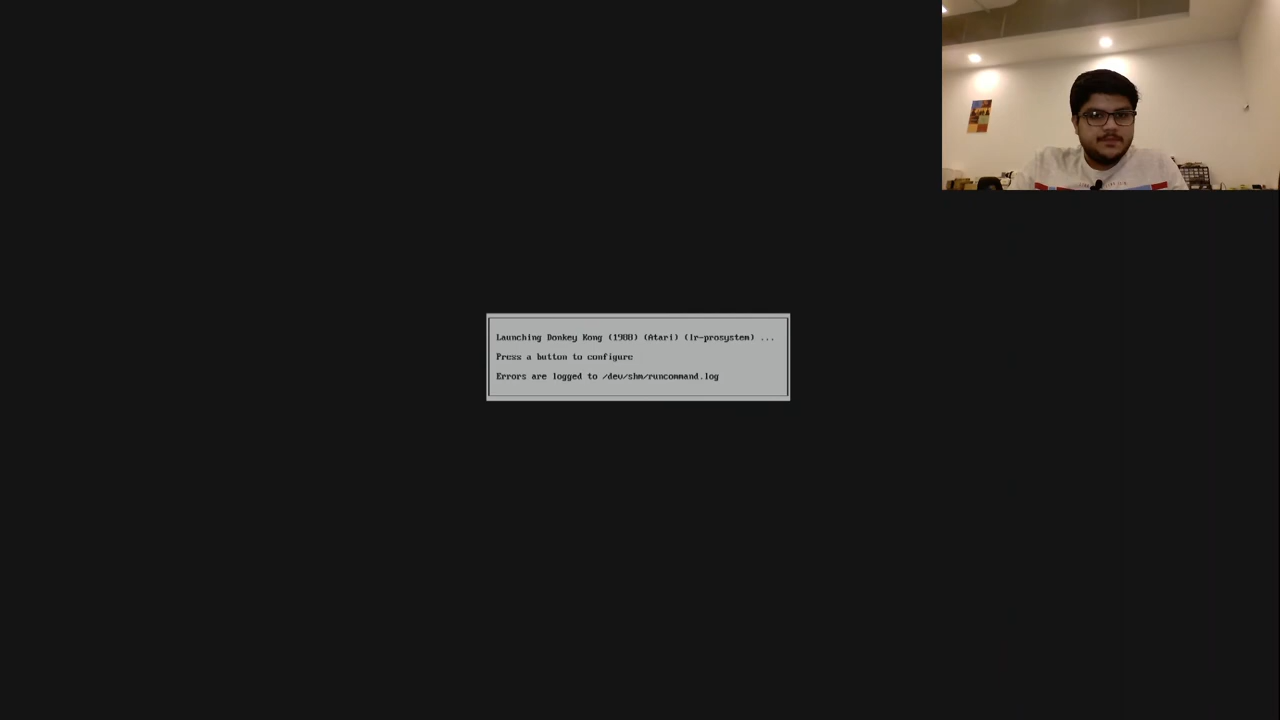 Launching Donkey Kong (1988) (Atari) (lr-prosystem) ...
Press a button to configure
Errors are logged to /dev/shm/runcommand.log